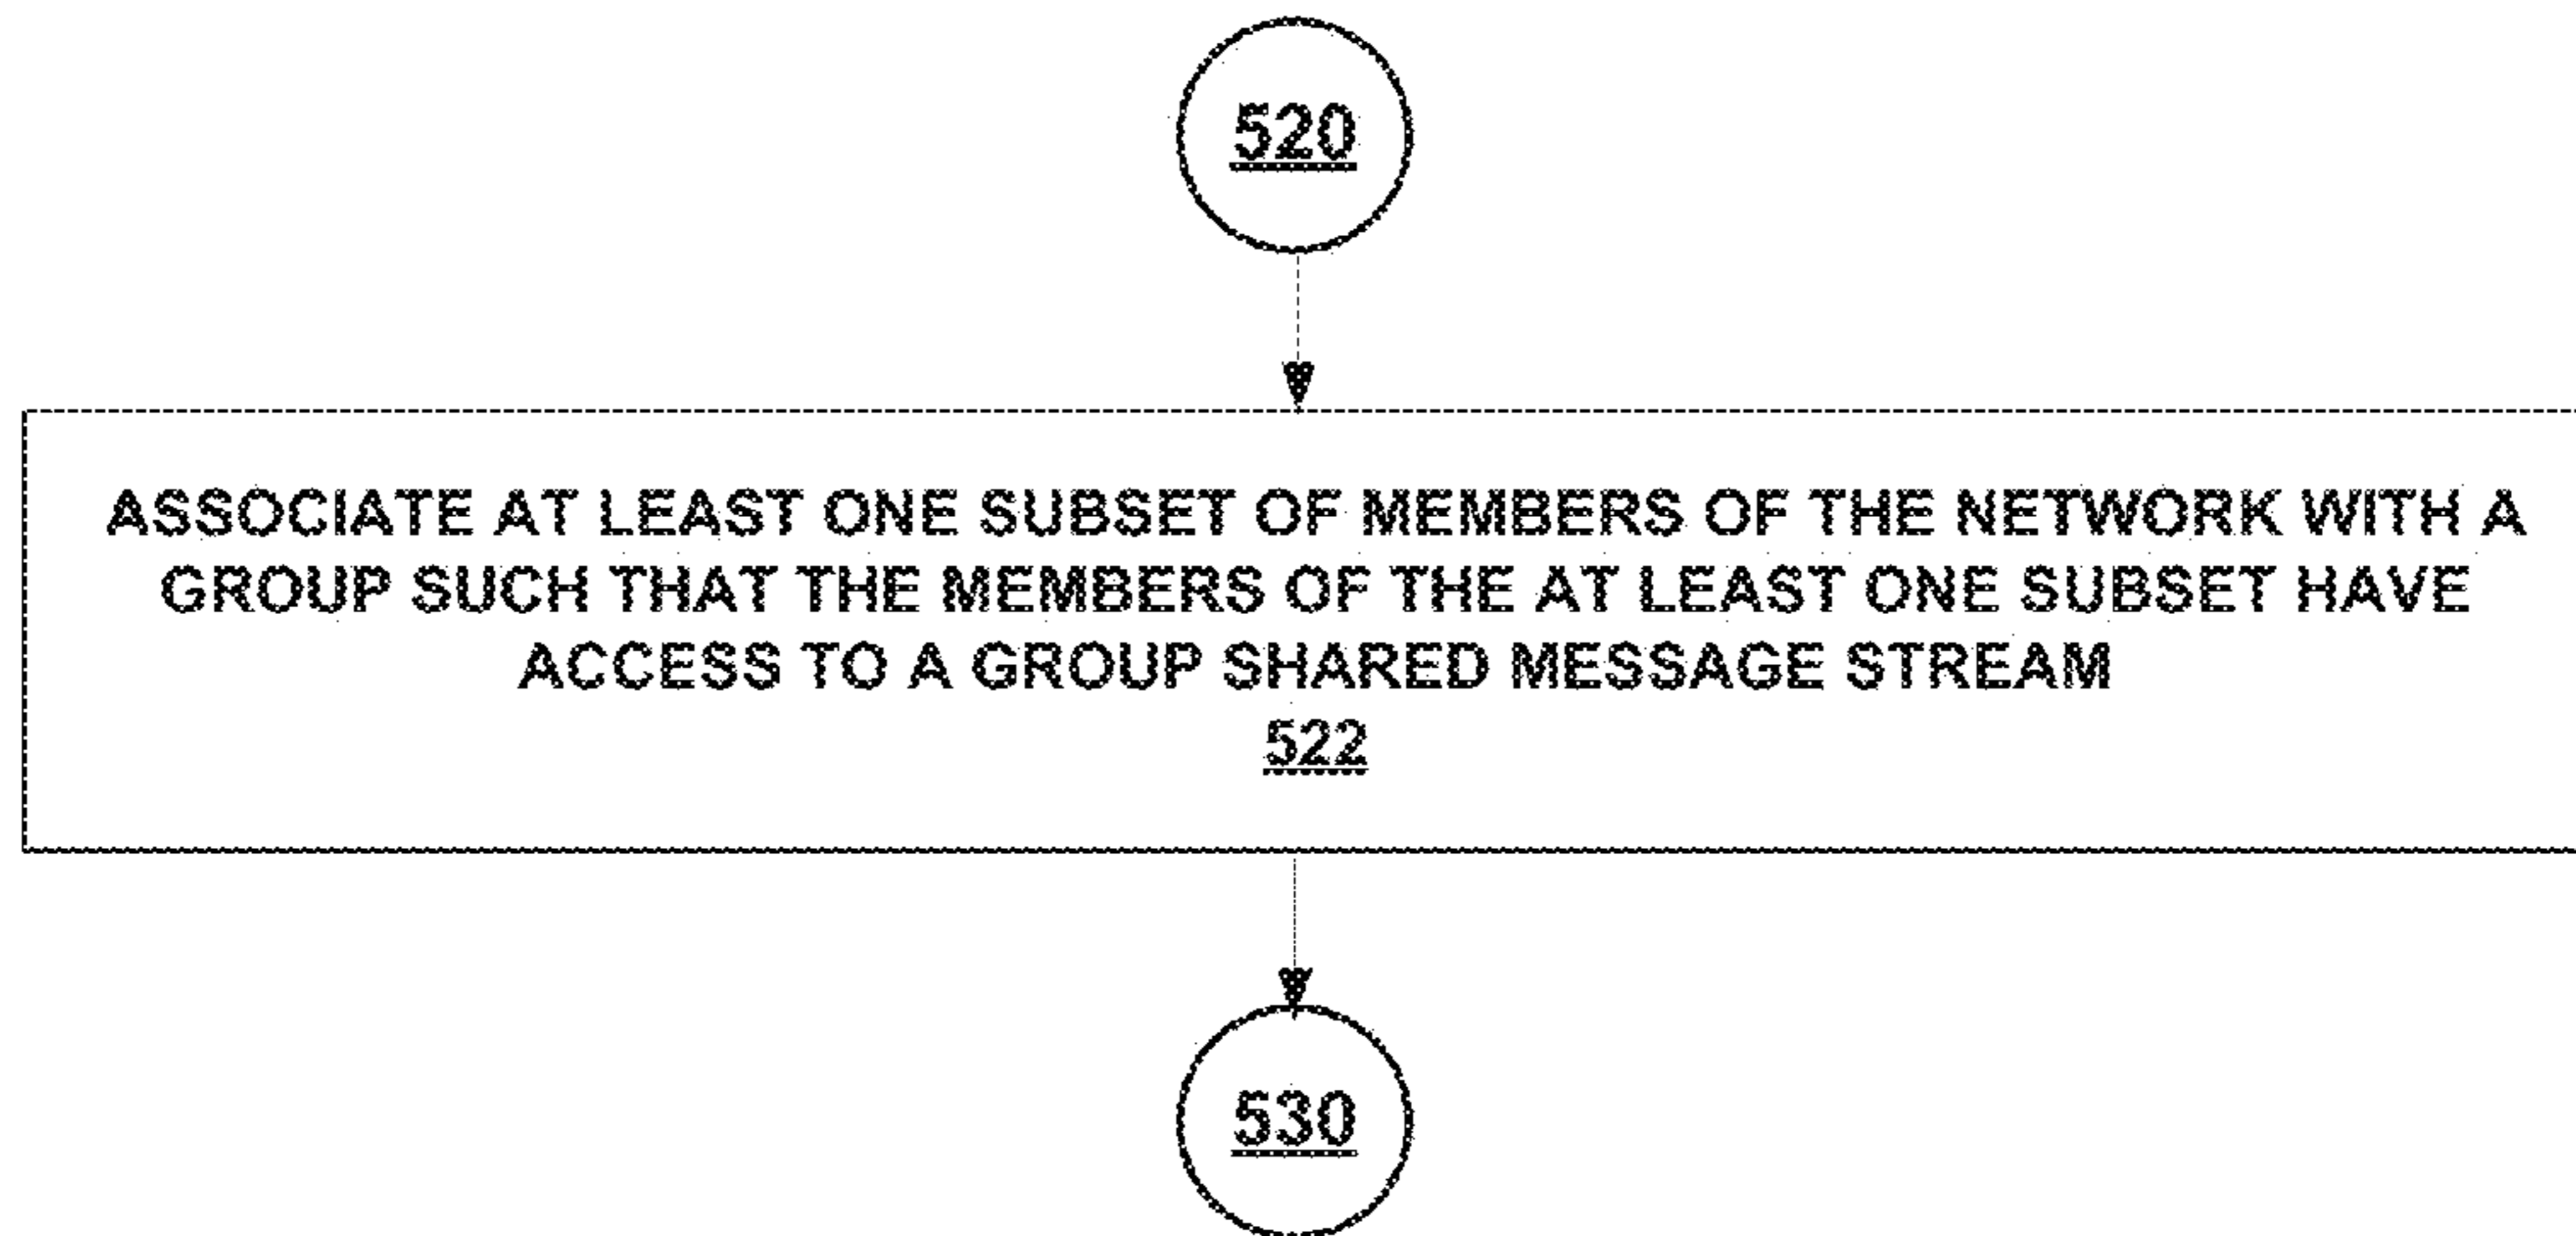 520
ASSOCIATE AT LEAST ONE SUBSET OF MEMBERS OF THE NETWORK WITH A
GROUP SUCH THAT THE MEMBERS OF THE AT LEAST ONE SUBSET HAVE
ACCESS TO A GROUP SHARED MESSAGE STREAM
522
530